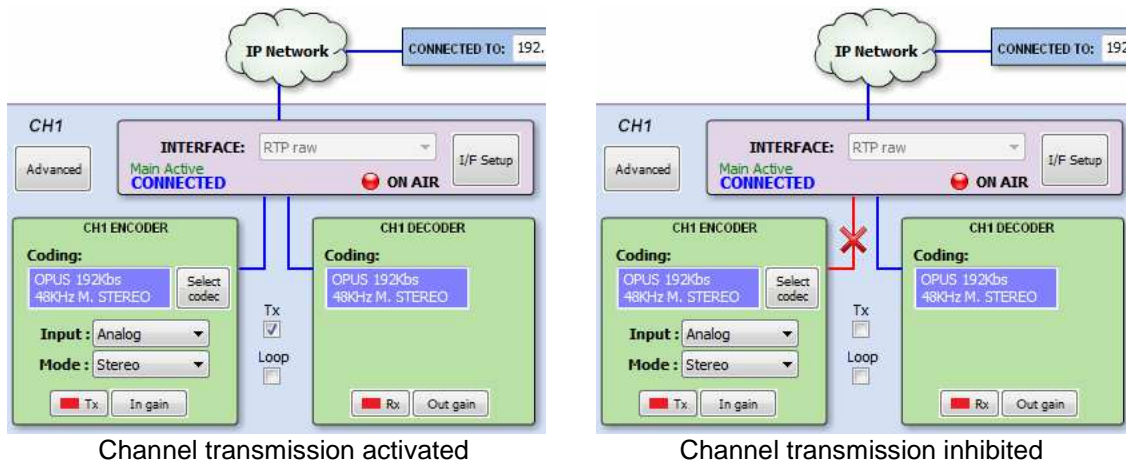 IP Network
CONNECTED TO: 192.
CH1
Advanced
INTERFACE: RTP raw
I/F Setup
Main Active
CONNECTED
ON AIR
CH1 ENCODER
Coding:
OPUS 192Kbs
48KHz M. STEREO
Select
codec
Input : Analog
Mode : Stereo
Tx
In gain
Tx
Loop
CH1 DECODER
Coding:
OPUS 192Kbs
48KHz M. STEREO
Rx
Out gain
Channel transmission activated
IP Network
CONNECTED TO: 192
CH1
Advanced
INTERFACE: RTP raw
I/F Setup
Main Active
CONNECTED
ON AIR
CH1 ENCODER
Coding:
OPUS 192Kbs
48KHz M. STEREO
Select
codec
Input : Analog
Mode : Stereo
Tx
In gain
Tx
Loop
CH1 DECODER
Coding:
OPUS 192Kbs
48KHz M. STEREO
Rx
Out gain
Channel transmission inhibited